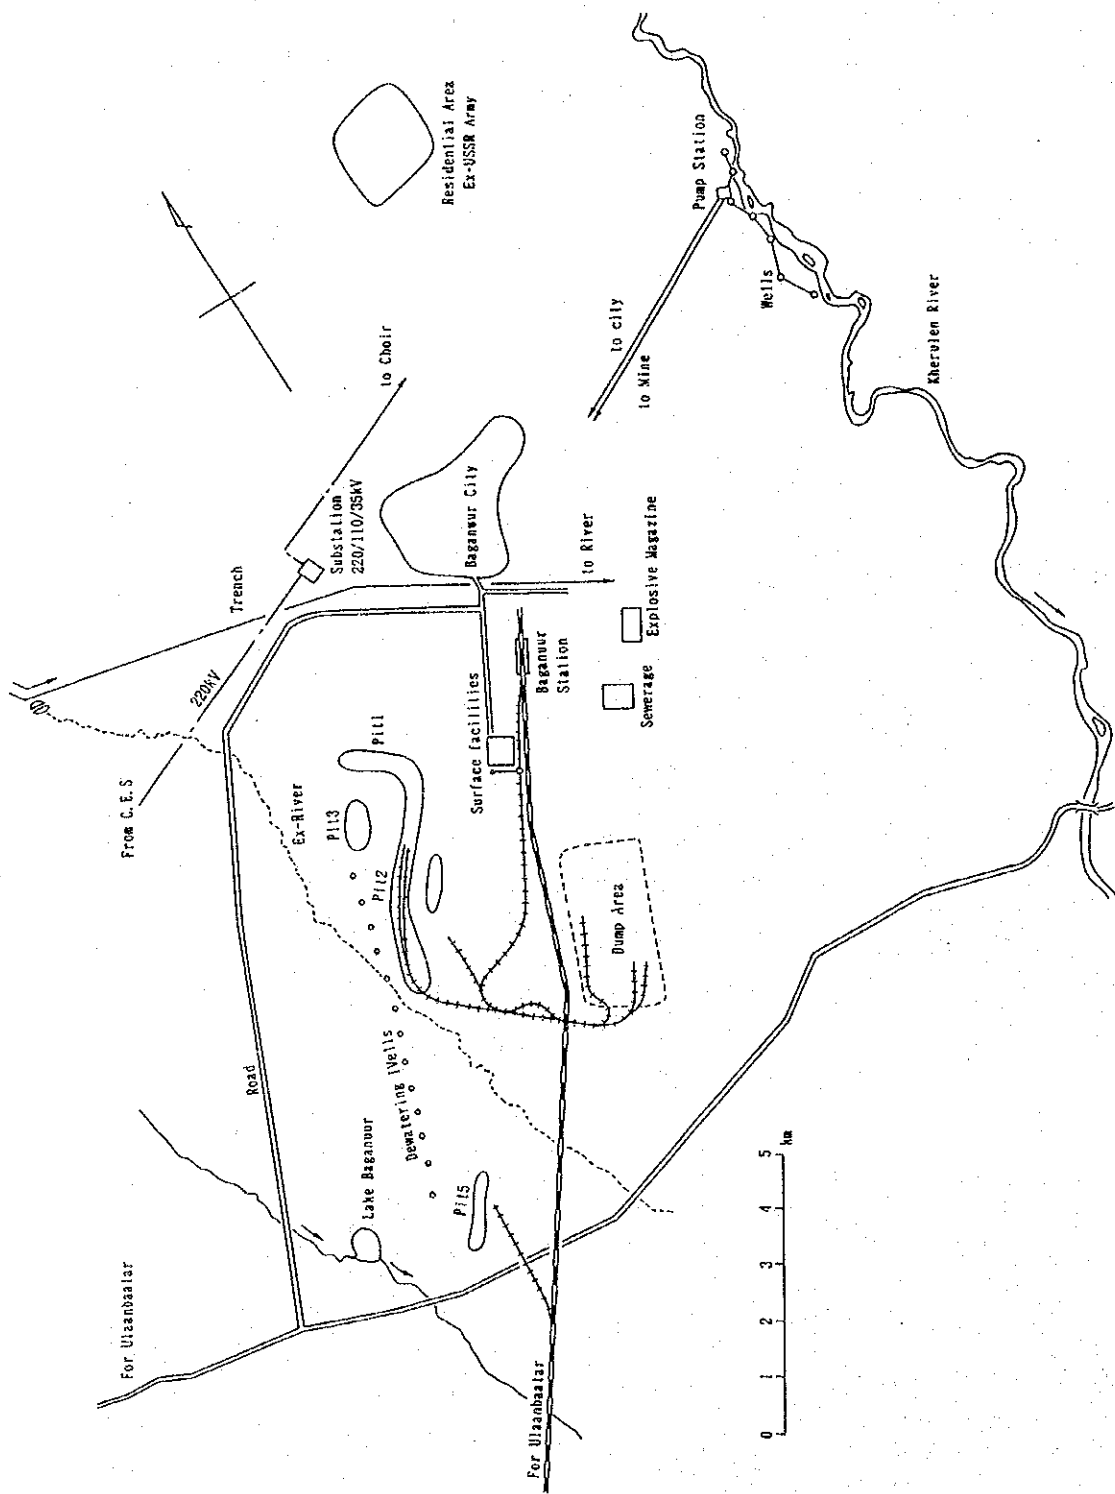 Residential Area
Ex-USSR Army
Pump Station
Wells
Kherulen River
to city
to Mine
to Choir
Substation
220/110/35kV
Baganuur City
to River
Trench
220kV
From C.E.S
Explosive Magazine
Sewerage
Baganuur
Station
Surface facilities
Pit1
Pit3
Ex-River
Pit2
Dump Area
Road
Dewatering Wells
Lake Baganuur
Pit5
For Ulaanbaatar
For Ulaanbaatar
0 1 2 3 4 5
km